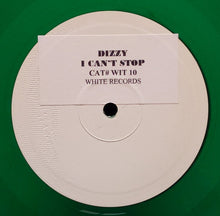 DIZZY
I CAN'T STOP
CAT# WIT 10
WHITE RECORDS